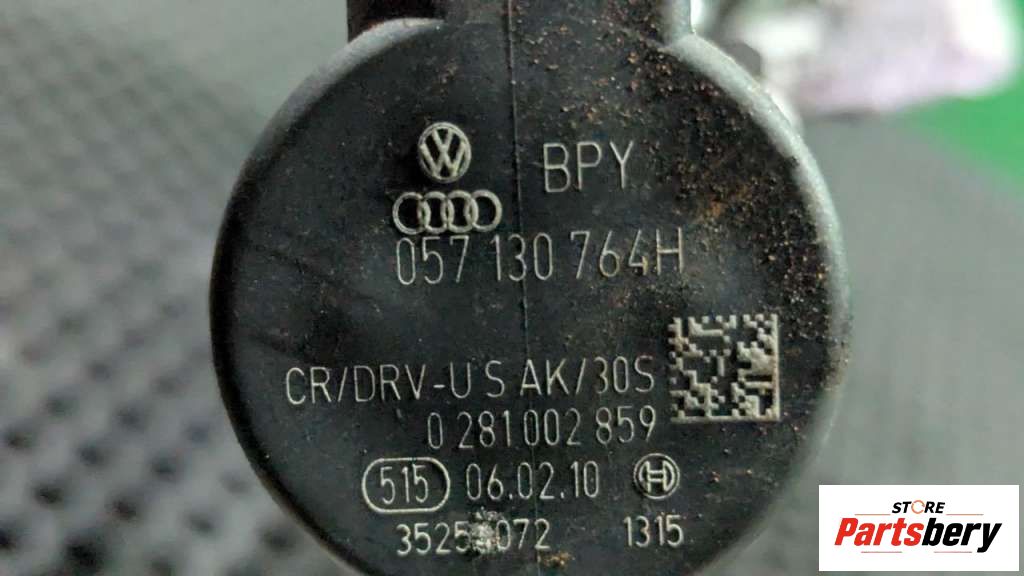 BPY
057 130 764H
CR/DRV-U S AK/30S
0 281 002 859
515 06.02.10
1315
STORE
Partsbery